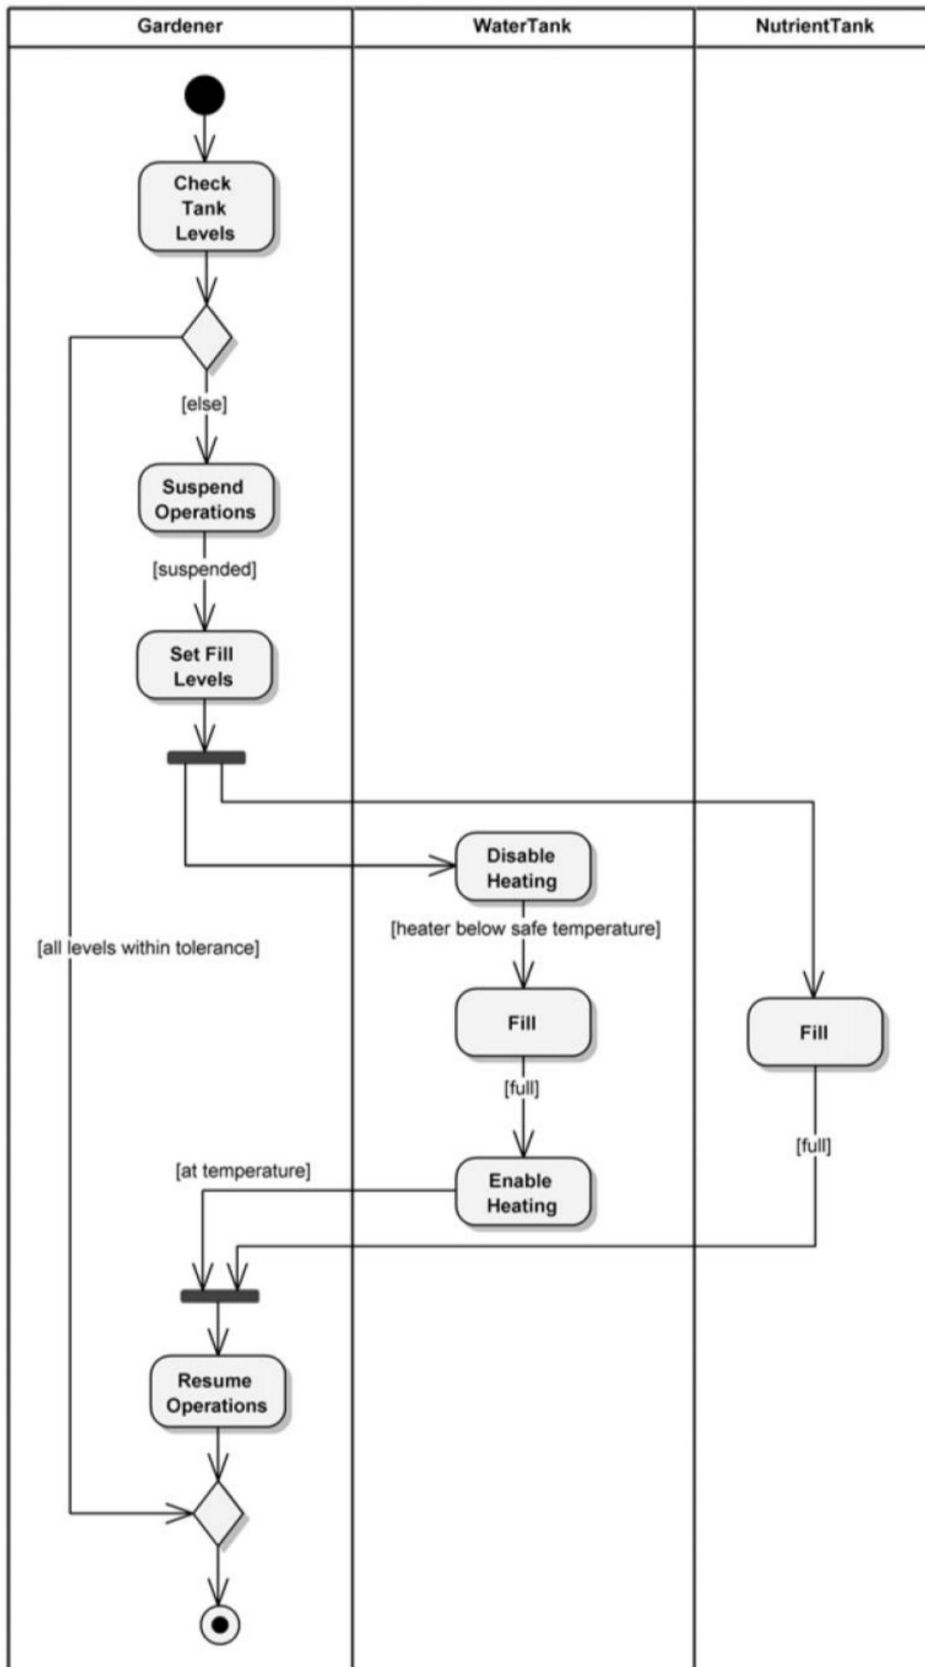 Gardener
WaterTank
NutrientTank
Check
Tank
Levels
[else]
Suspend
Operations
[suspended]
Set Fill
Levels
Disable
Heating
[heater below safe temperature]
[all levels within tolerance]
Fill
Fill
[full]
[full]
[at temperature]
Enable
Heating
Resume
Operations